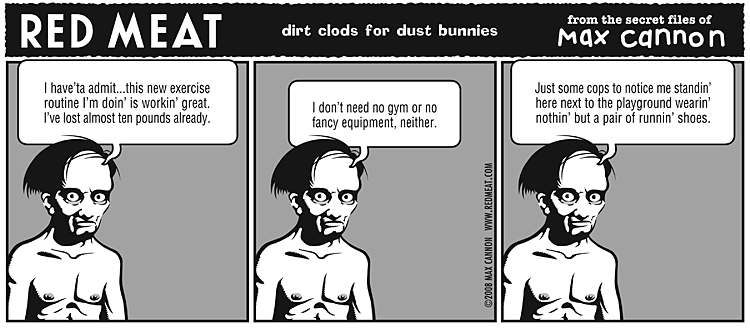 RED MEAT
dirt clods for dust bunnies
from the secret files of
Max Cannon
I have'ta admit...this new exercise
routine I'm doin' is workin' great.
I've lost almost ten pounds already.
I don't need no gym or no
fancy equipment, neither.
©2008 MAX CANNON WWW.REDMEAT.COM
Just some cops to notice me standin'
here next to the playground wearin'
nothin' but a pair of runnin' shoes.